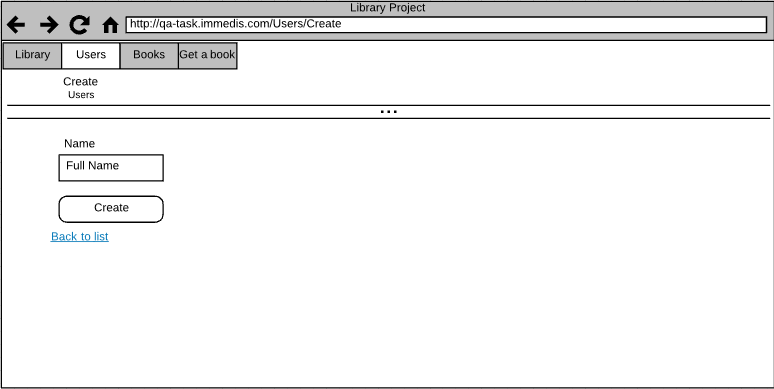 Library Project
http://qa-task.immedis.com/Users/Create
Library Users Books Get a book
Create
Users
...
Name
Full Name
Create
Back to list